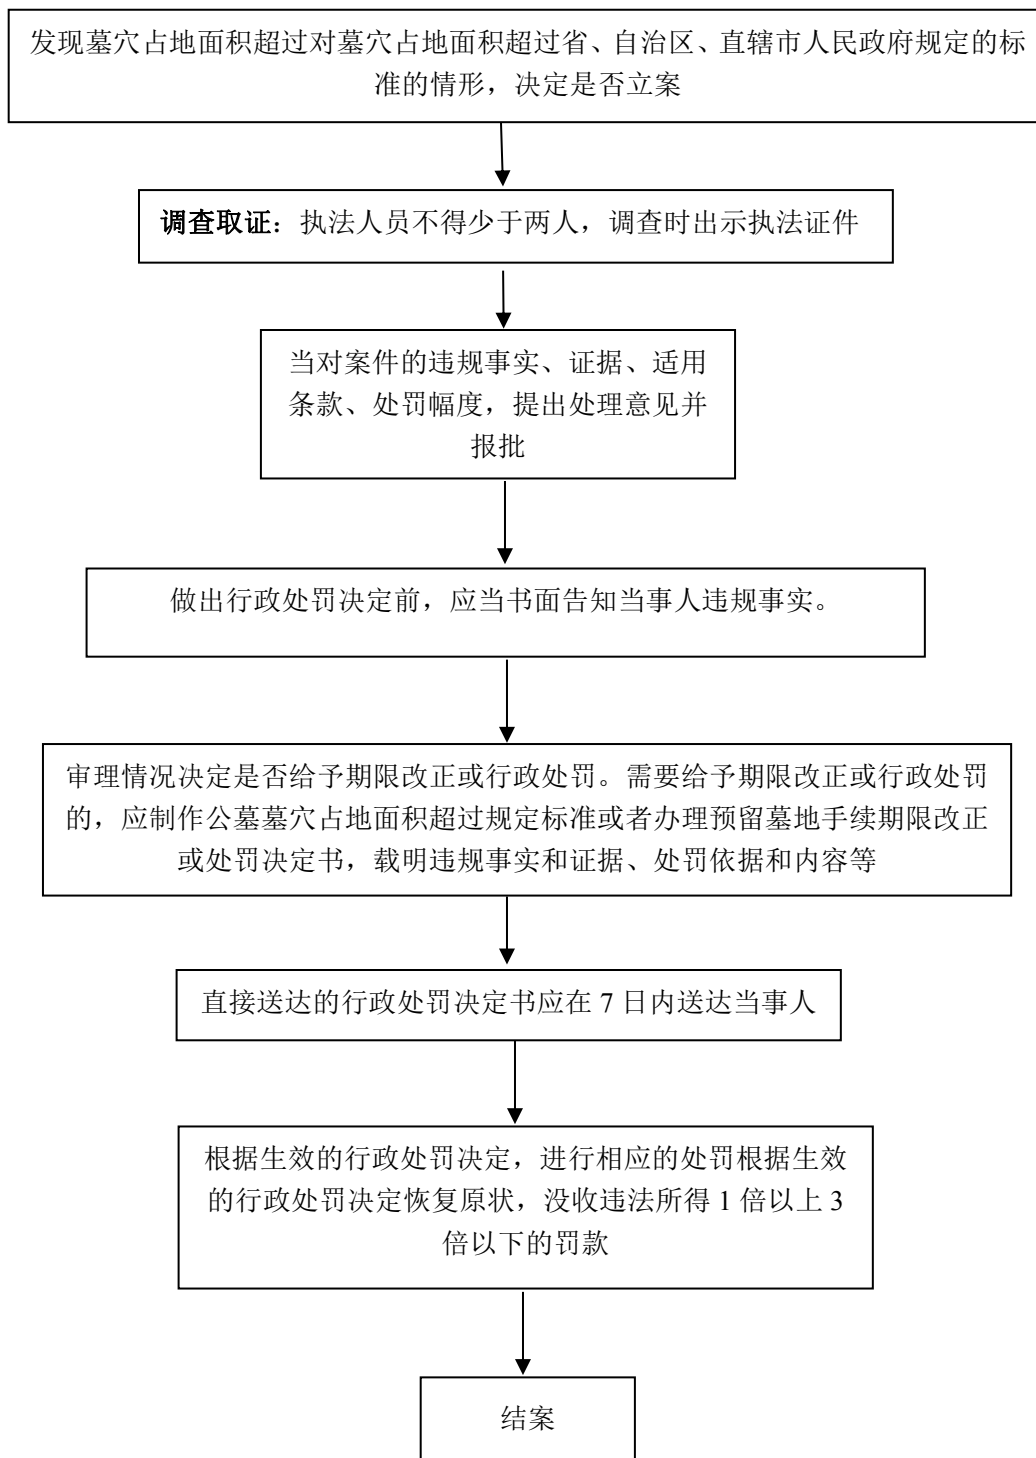 发现墓穴占地面积超过对墓穴占地面积超过省、自治区、直辖市人民政府规定的标
准的情形，决定是否立案
调查取证：执法人员不得少于两人，调查时出示执法证件
当对案件的违规事实、证据、适用
条款、处罚幅度，提出处理意见并
报批
做出行政处罚决定前，应当书面告知当事人违规事实。
审理情况决定是否给予期限改正或行政处罚。需要给予期限改正或行政处罚
的，应制作公墓墓穴占地面积超过规定标准或者办理预留墓地手续期限改正
或处罚决定书，载明违规事实和证据、处罚依据和内容等
直接送达的行政处罚决定书应在 7 日内送达当事人
根据生效的行政处罚决定，进行相应的处罚根据生效
的行政处罚决定恢复原状，没收违法所得 1 倍以上 3
倍以下的罚款
结案